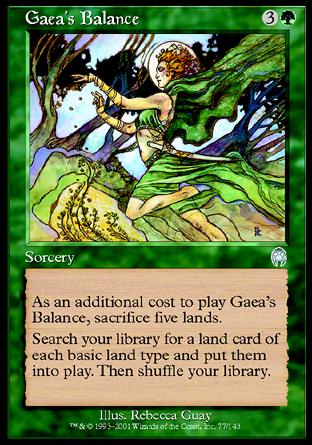 Gaea's Balance 3
Sorcery
As an additional cost to play Gaea's
Balance, sacrifice five lands.
Search your library for a land card of
each basic land type and put them
into play. Then shuffle your library.
Illus. Rebecca Guay
™ & © 1993-2001 Wizards of the Coast, Inc. 77/143